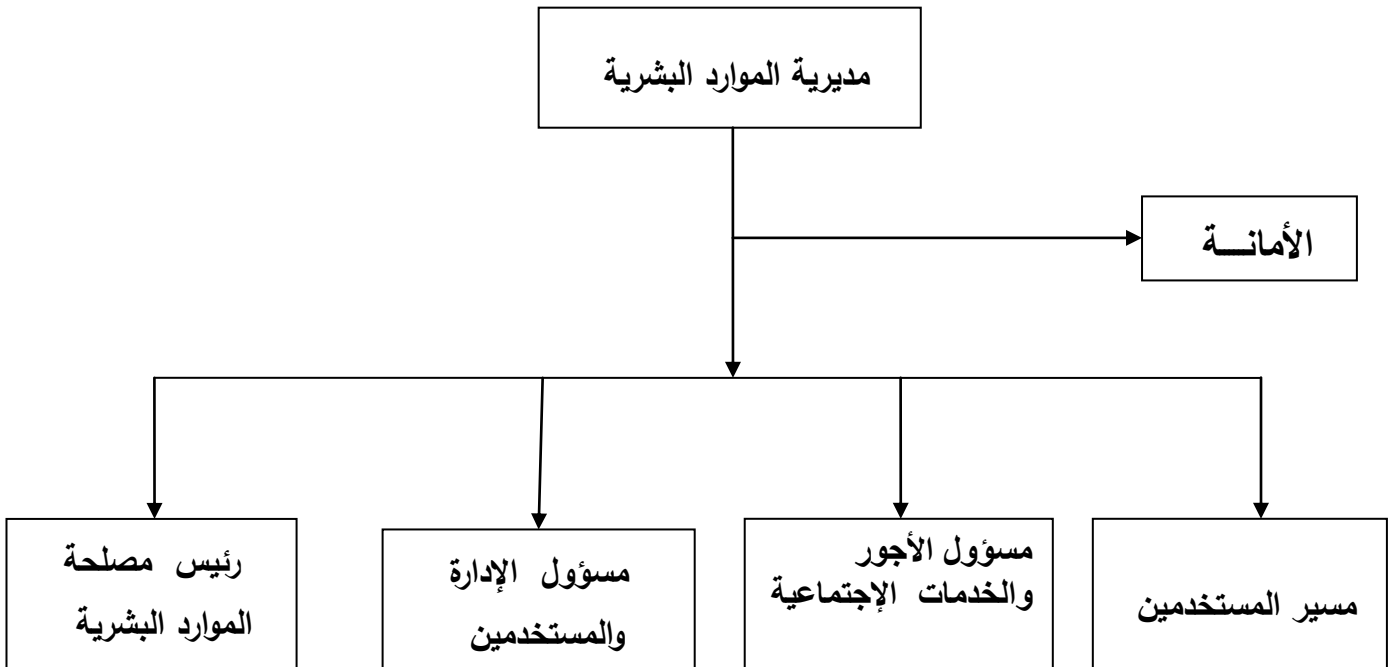 مديرية الموارد البشرية
الأمانـــة
مسير المستخدمين
مسؤول الأجور
والخدمات الإجتماعية
مسؤول الإدارة
والمستخدمين
رئيس مصلحة
الموارد البشرية